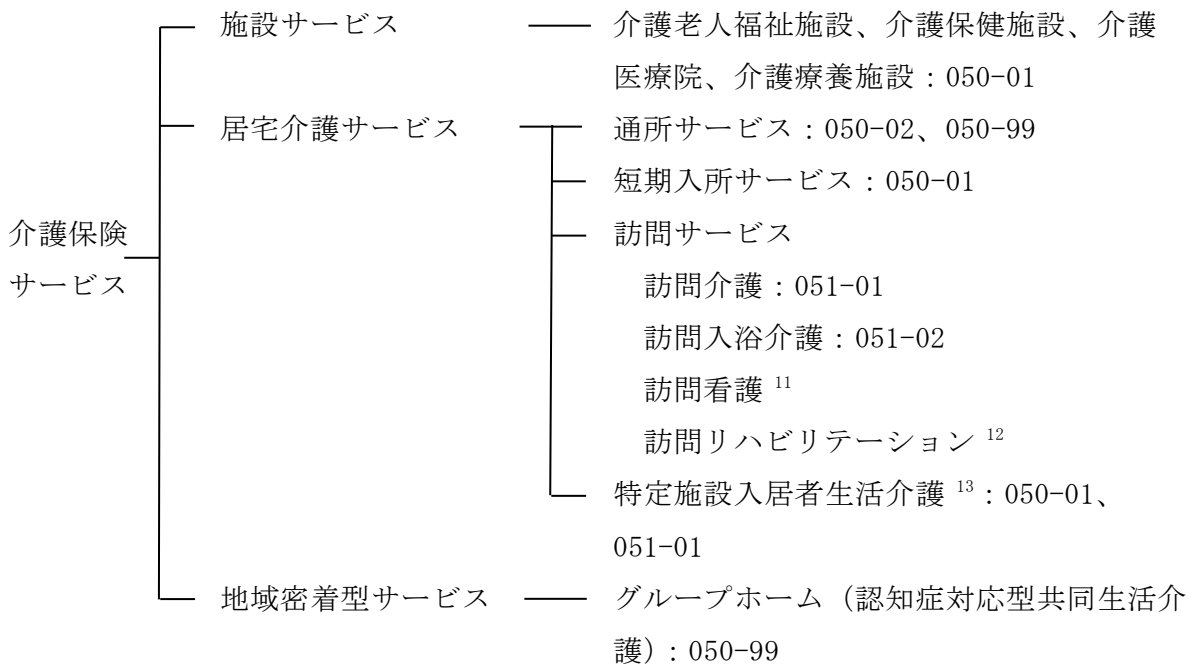 施設サービス 介護老人福祉施設、介護保健施設、介護
医療院、介護療養施設：050-01
居宅介護サービス 通所サービス：050-02、050-99
短期入所サービス：050-01
介護保険
サービス
訪問サービス
訪問介護：051-01
訪問入浴介護：051-02
訪問看護 11
訪問リハビリテーション 12
特定施設入居者生活介護 13：050-01、
051-01
地域密着型サービス グループホーム（認知症対応型共同生活介
護）：050-99